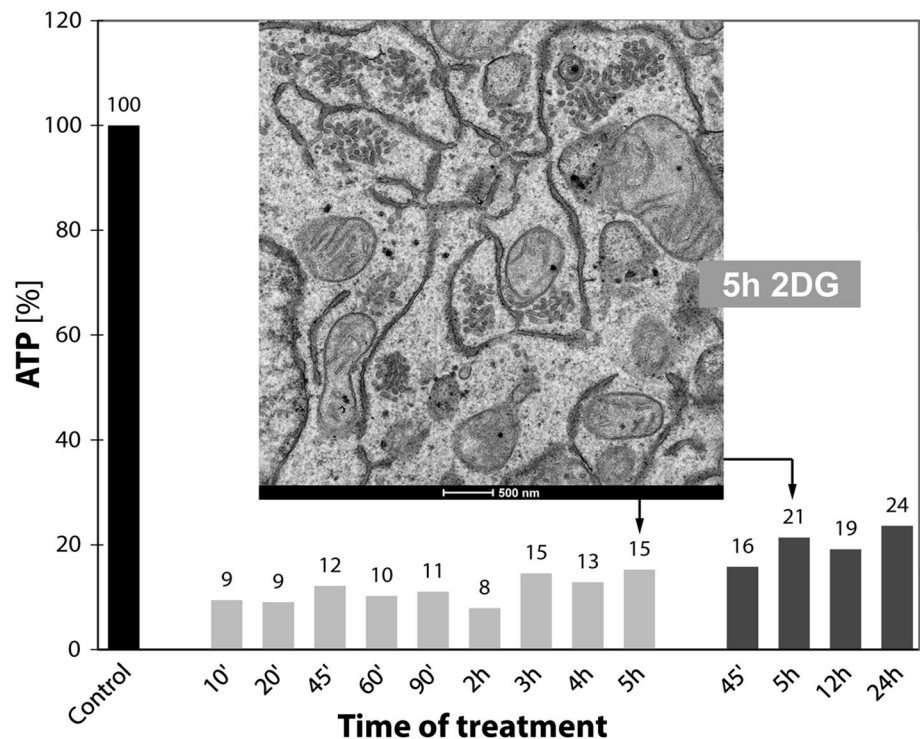 120
100
80
60
40
20
0
ATP [%]
100
5h 2DG
500 nm
9
9
12
10
11
8
15
13
15
16
21
19
24
Control
10'
20'
45'
60'
90'
2h
3h
4h
5h
45'
5h
12h
24h
Time of treatment